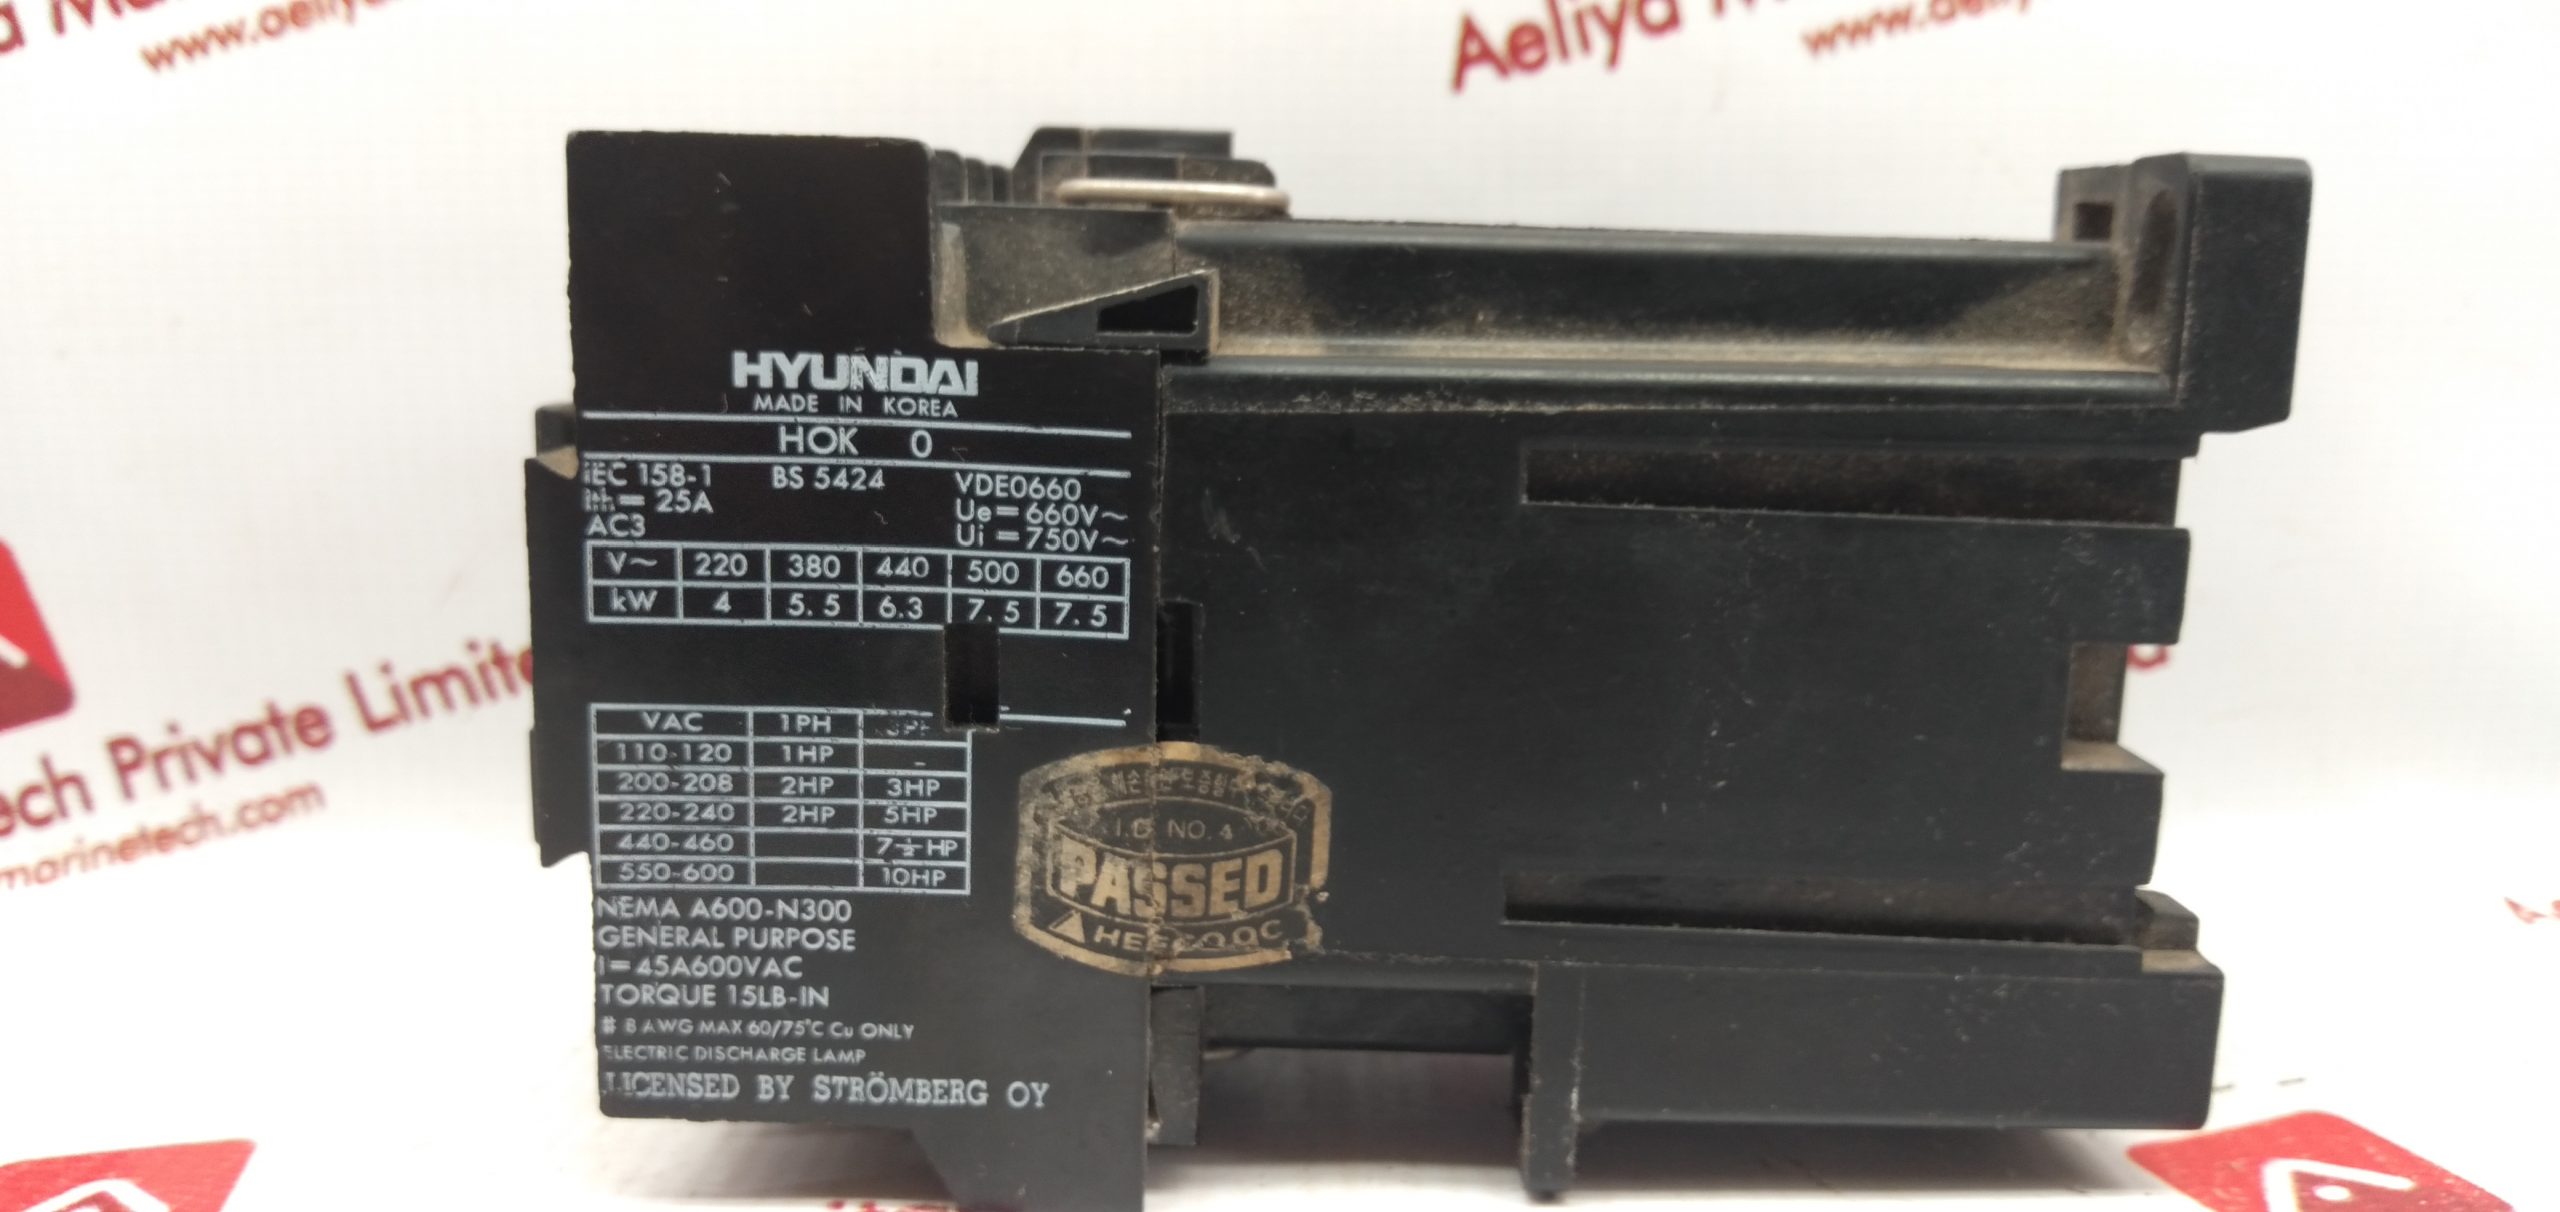 Aeliya
www.aeliya
HYUNDAI
MADE IN KOREA
HOK 0
IEC 158-1 BS 5424 VDE0660
Ith = 25A Ue = 660V~
AC3 Ui = 750V~
V~ 220 380 440 500 660
kW 4 5.5 6.3 7.5 7.5
VAC 1PH 3PH
110-120 1HP -
200-208 2HP 3HP
220-240 2HP 5HP
440-460 7½HP
550-600 10HP
NEMA A600-N300
GENERAL PURPOSE
I=45A600VAC
TORQUE 15LB-IN
# 8 AWG MAX 60/75°C Cu ONLY
ELECTRIC DISCHARGE LAMP
LICENSED BY STRÖMBERG OY
I.D. NO. 4
PASSED
tech Private Limited
marinetech.com